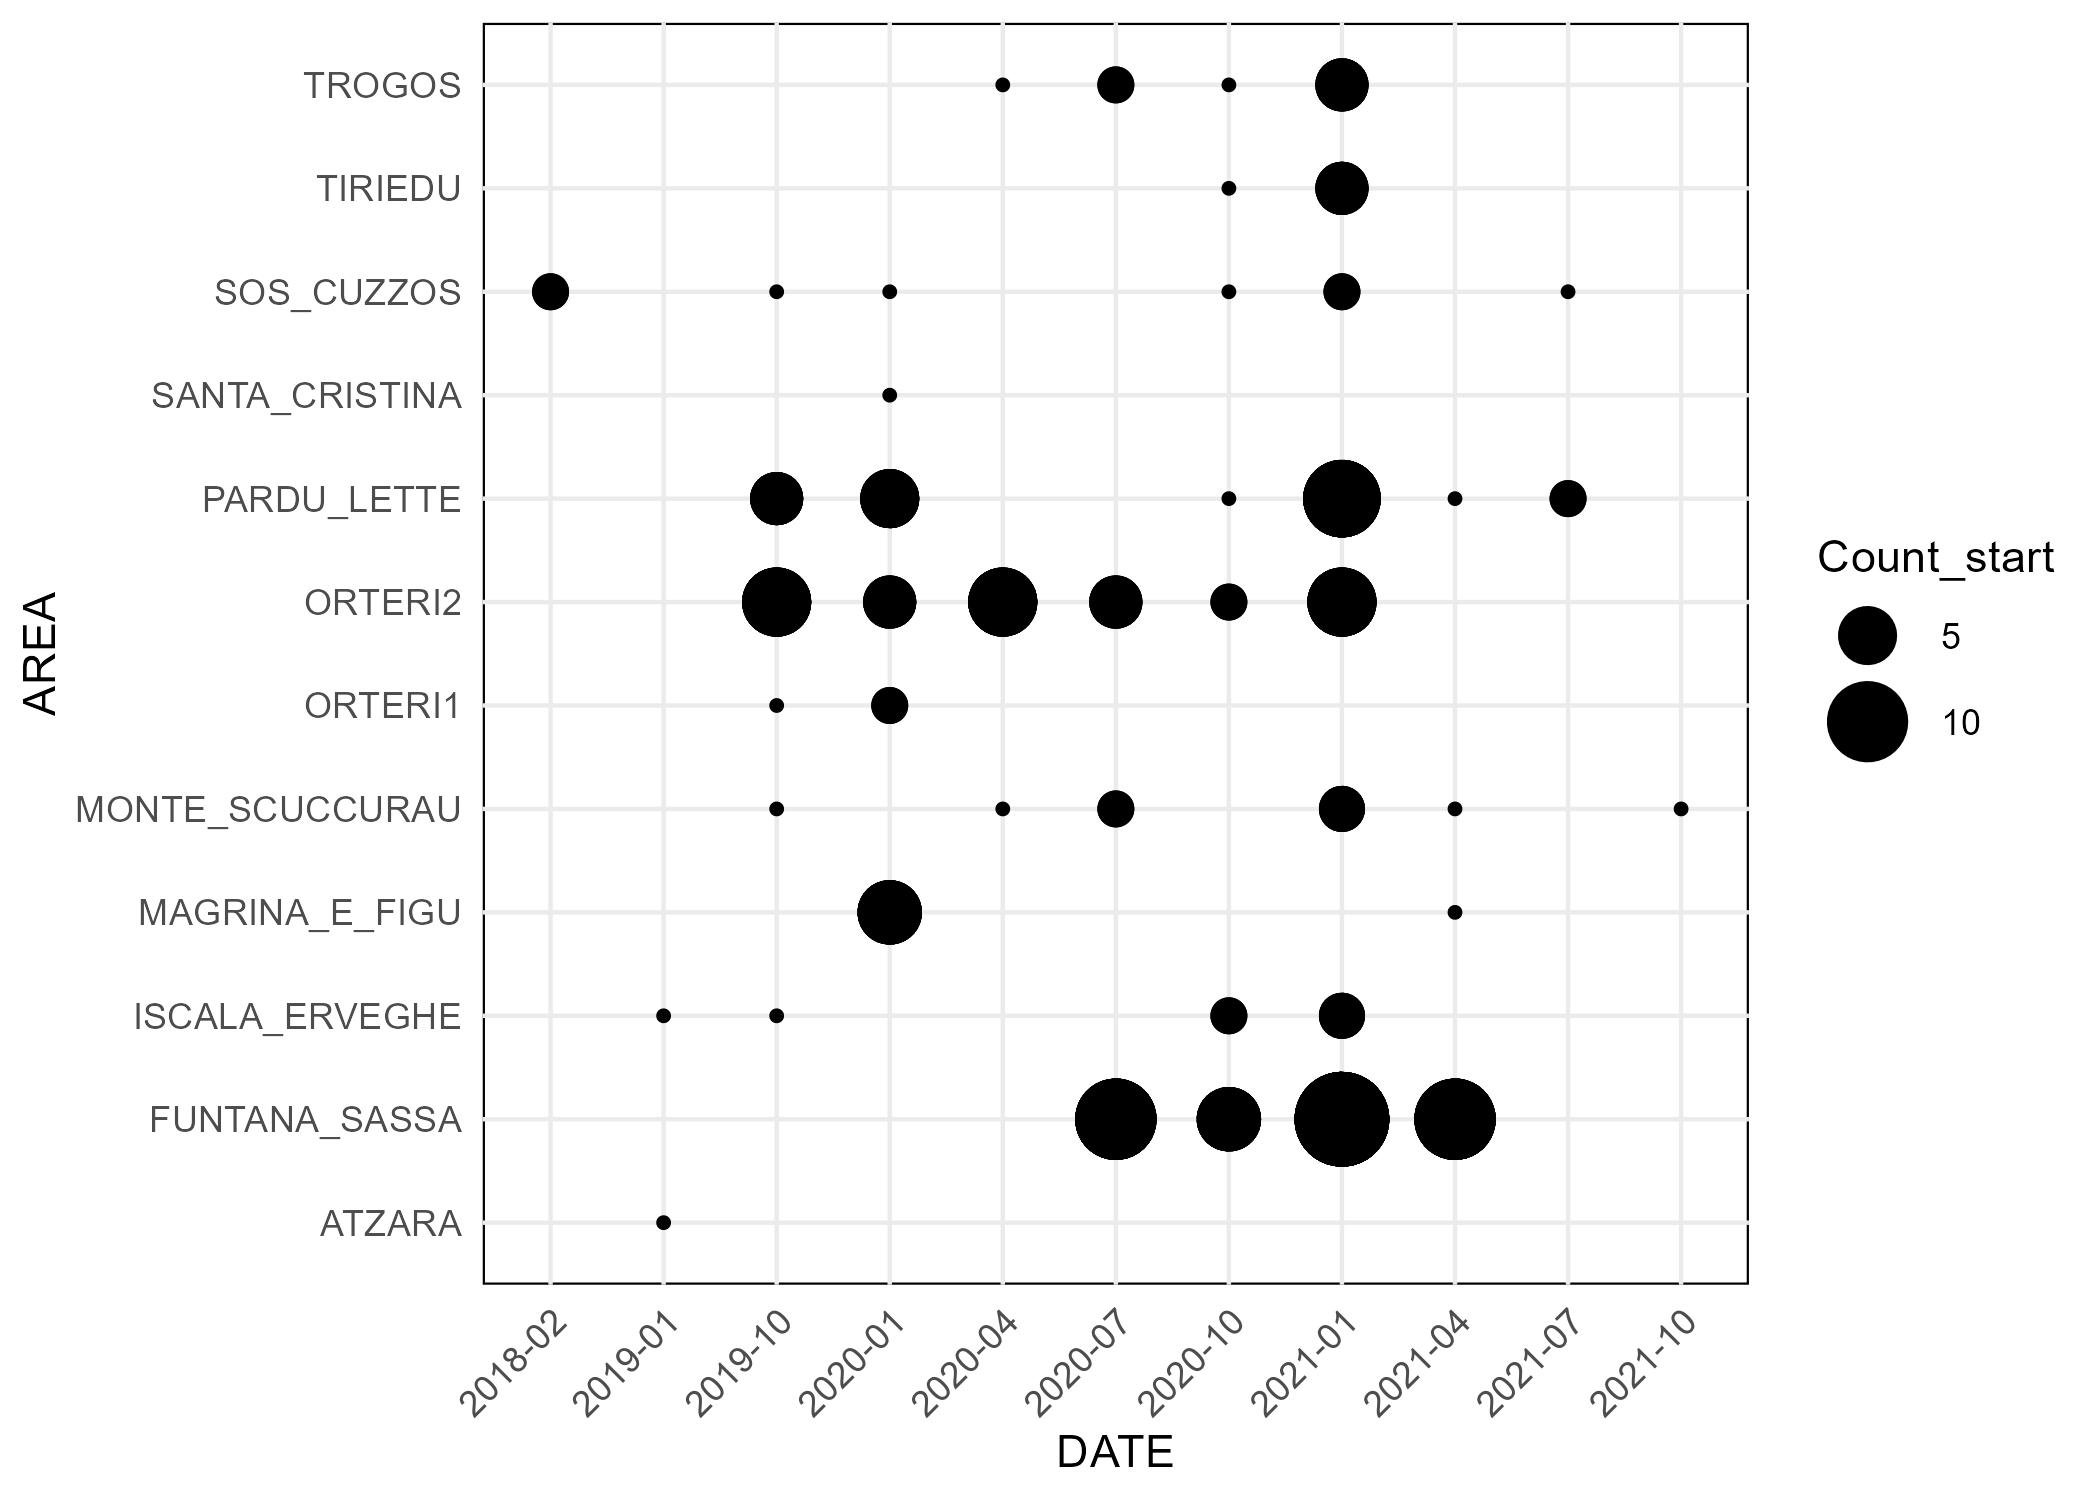 TROGOS
TIRIEDU
SOS_CUZZOS
SANTA_CRISTINA
PARDU_LETTE
ORTERI2
ORTERI1
MONTE_SCUCCURAU
MAGRINA_E_FIGU
ISCALA_ERVEGHE
FUNTANA_SASSA
ATZARA
AREA
2018-02
2019-01
2019-10
2020-01
2020-04
2020-07
2020-10
2021-01
2021-04
2021-07
2021-10
DATE
Count_start
5
10